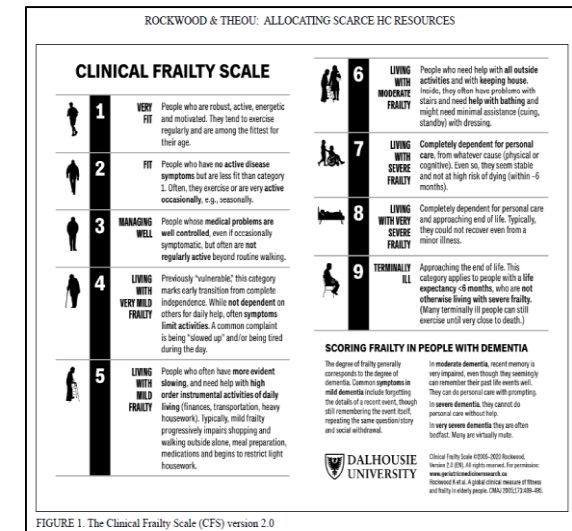 ROCKWOOD & THEOU: ALLOCATING SCARCE HC RESOURCES
CLINICAL FRAILTY SCALE
1
VERY
FIT
People who are robust, active, energetic
and motivated. They tend to exercise
regularly and are among the fittest for
their age.
2
FIT
People who have no active disease
symptoms but are less fit than category
1. Often, they exercise or are very active
occasionally, e.g., seasonally.
3
MANAGING
WELL
People whose medical problems are
well controlled, even if occasionally
symptomatic, but often are not
regularly active beyond routine walking.
4
LIVING
WITH
VERY MILD
FRAILTY
Previously "vulnerable," this category
marks early transition from complete
independence. While not dependent on
others for daily help, often symptoms
limit activities. A common complaint
is being "slowed up" and/or being tired
during the day.
5
LIVING
WITH
MILD
FRAILTY
People who often have more evident
slowing, and need help with high
order instrumental activities of daily
living (finances, transportation, heavy
housework). Typically, mild frailty
progressively impairs shopping and
walking outside alone, meal preparation,
medications and begins to restrict light
housework.
6
LIVING
WITH
MODERATE
FRAILTY
People who need help with all outside
activities and with keeping house.
Inside, they often have problems with
stairs and need help with bathing and
might need minimal assistance (cuing,
standby) with dressing.
7
LIVING
WITH
SEVERE
FRAILTY
Completely dependent for personal
care, from whatever cause (physical or
cognitive). Even so, they seem stable
and not at high risk of dying (within ~6
months).
8
LIVING
WITH VERY
SEVERE
FRAILTY
Completely dependent for personal care
and approaching end of life. Typically,
they could not recover even from a
minor illness.
9
TERMINALLY
ILL
Approaching the end of life. This
category applies to people with a life
expectancy <6 months, who are not
otherwise living with severe frailty.
(Many terminally ill people can still
exercise until very close to death.)
SCORING FRAILTY IN PEOPLE WITH DEMENTIA
The degree of frailty generally
corresponds to the degree of
dementia. Common symptoms in
mild dementia include forgetting
the details of a recent event, though
still remembering the event itself,
repeating the same question/story
and social withdrawal.
In moderate dementia, recent memory is
very impaired, even though they seemingly
can remember their past life events well.
They can do personal care with prompting.
In severe dementia, they cannot do
personal care without help.
In very severe dementia they are often
bedfast. Many are virtually mute.
DALHOUSIE
UNIVERSITY
Clinical Frailty Scale ©2005-2020 Rockwood,
Version 2.0 (EN). All rights reserved. For permission:
www.geriatricmedicineresearch.ca
Rockwood K et al. A global clinical measure of fitness
and frailty in elderly people. CMAJ 2005;173:489-495.
FIGURE 1. The Clinical Frailty Scale (CFS) version 2.0